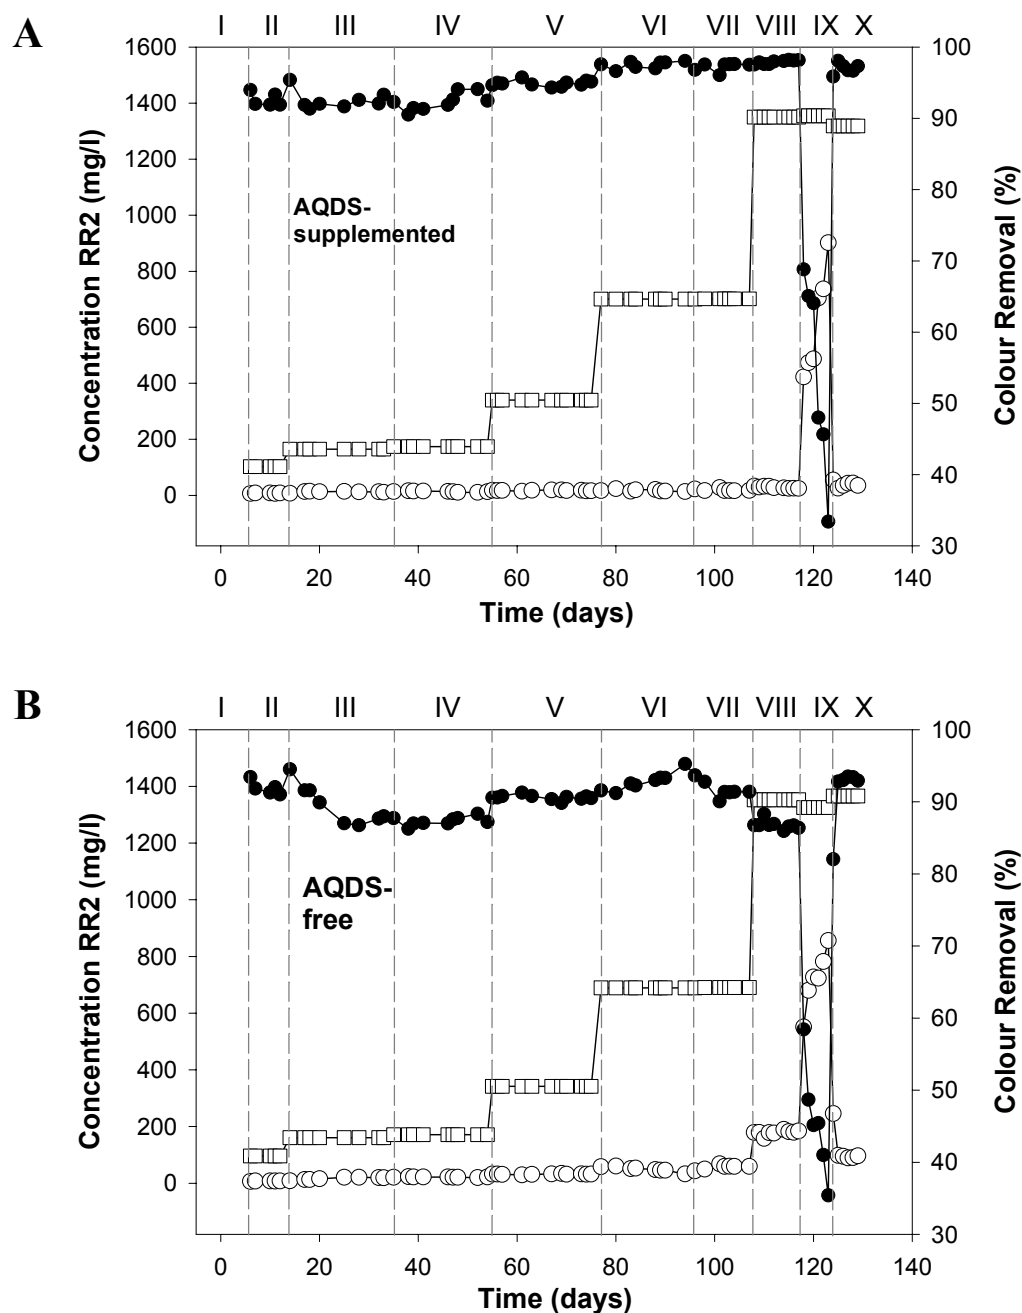 A
I II III IV V VI VII VIII IX X
1600
1400
1200
1000
800
600
400
200
0
Concentration RR2 (mg/l)
AQDS-
supplemented
100
90
80
70
60
50
40
30
Colour Removal (%)
0 20 40 60 80 100 120 140
Time (days)
B
I II III IV V VI VII VIII IX X
1600
1400
1200
1000
800
600
400
200
0
Concentration RR2 (mg/l)
AQDS-
free
100
90
80
70
60
50
40
30
Colour Removal (%)
0 20 40 60 80 100 120 140
Time (days)